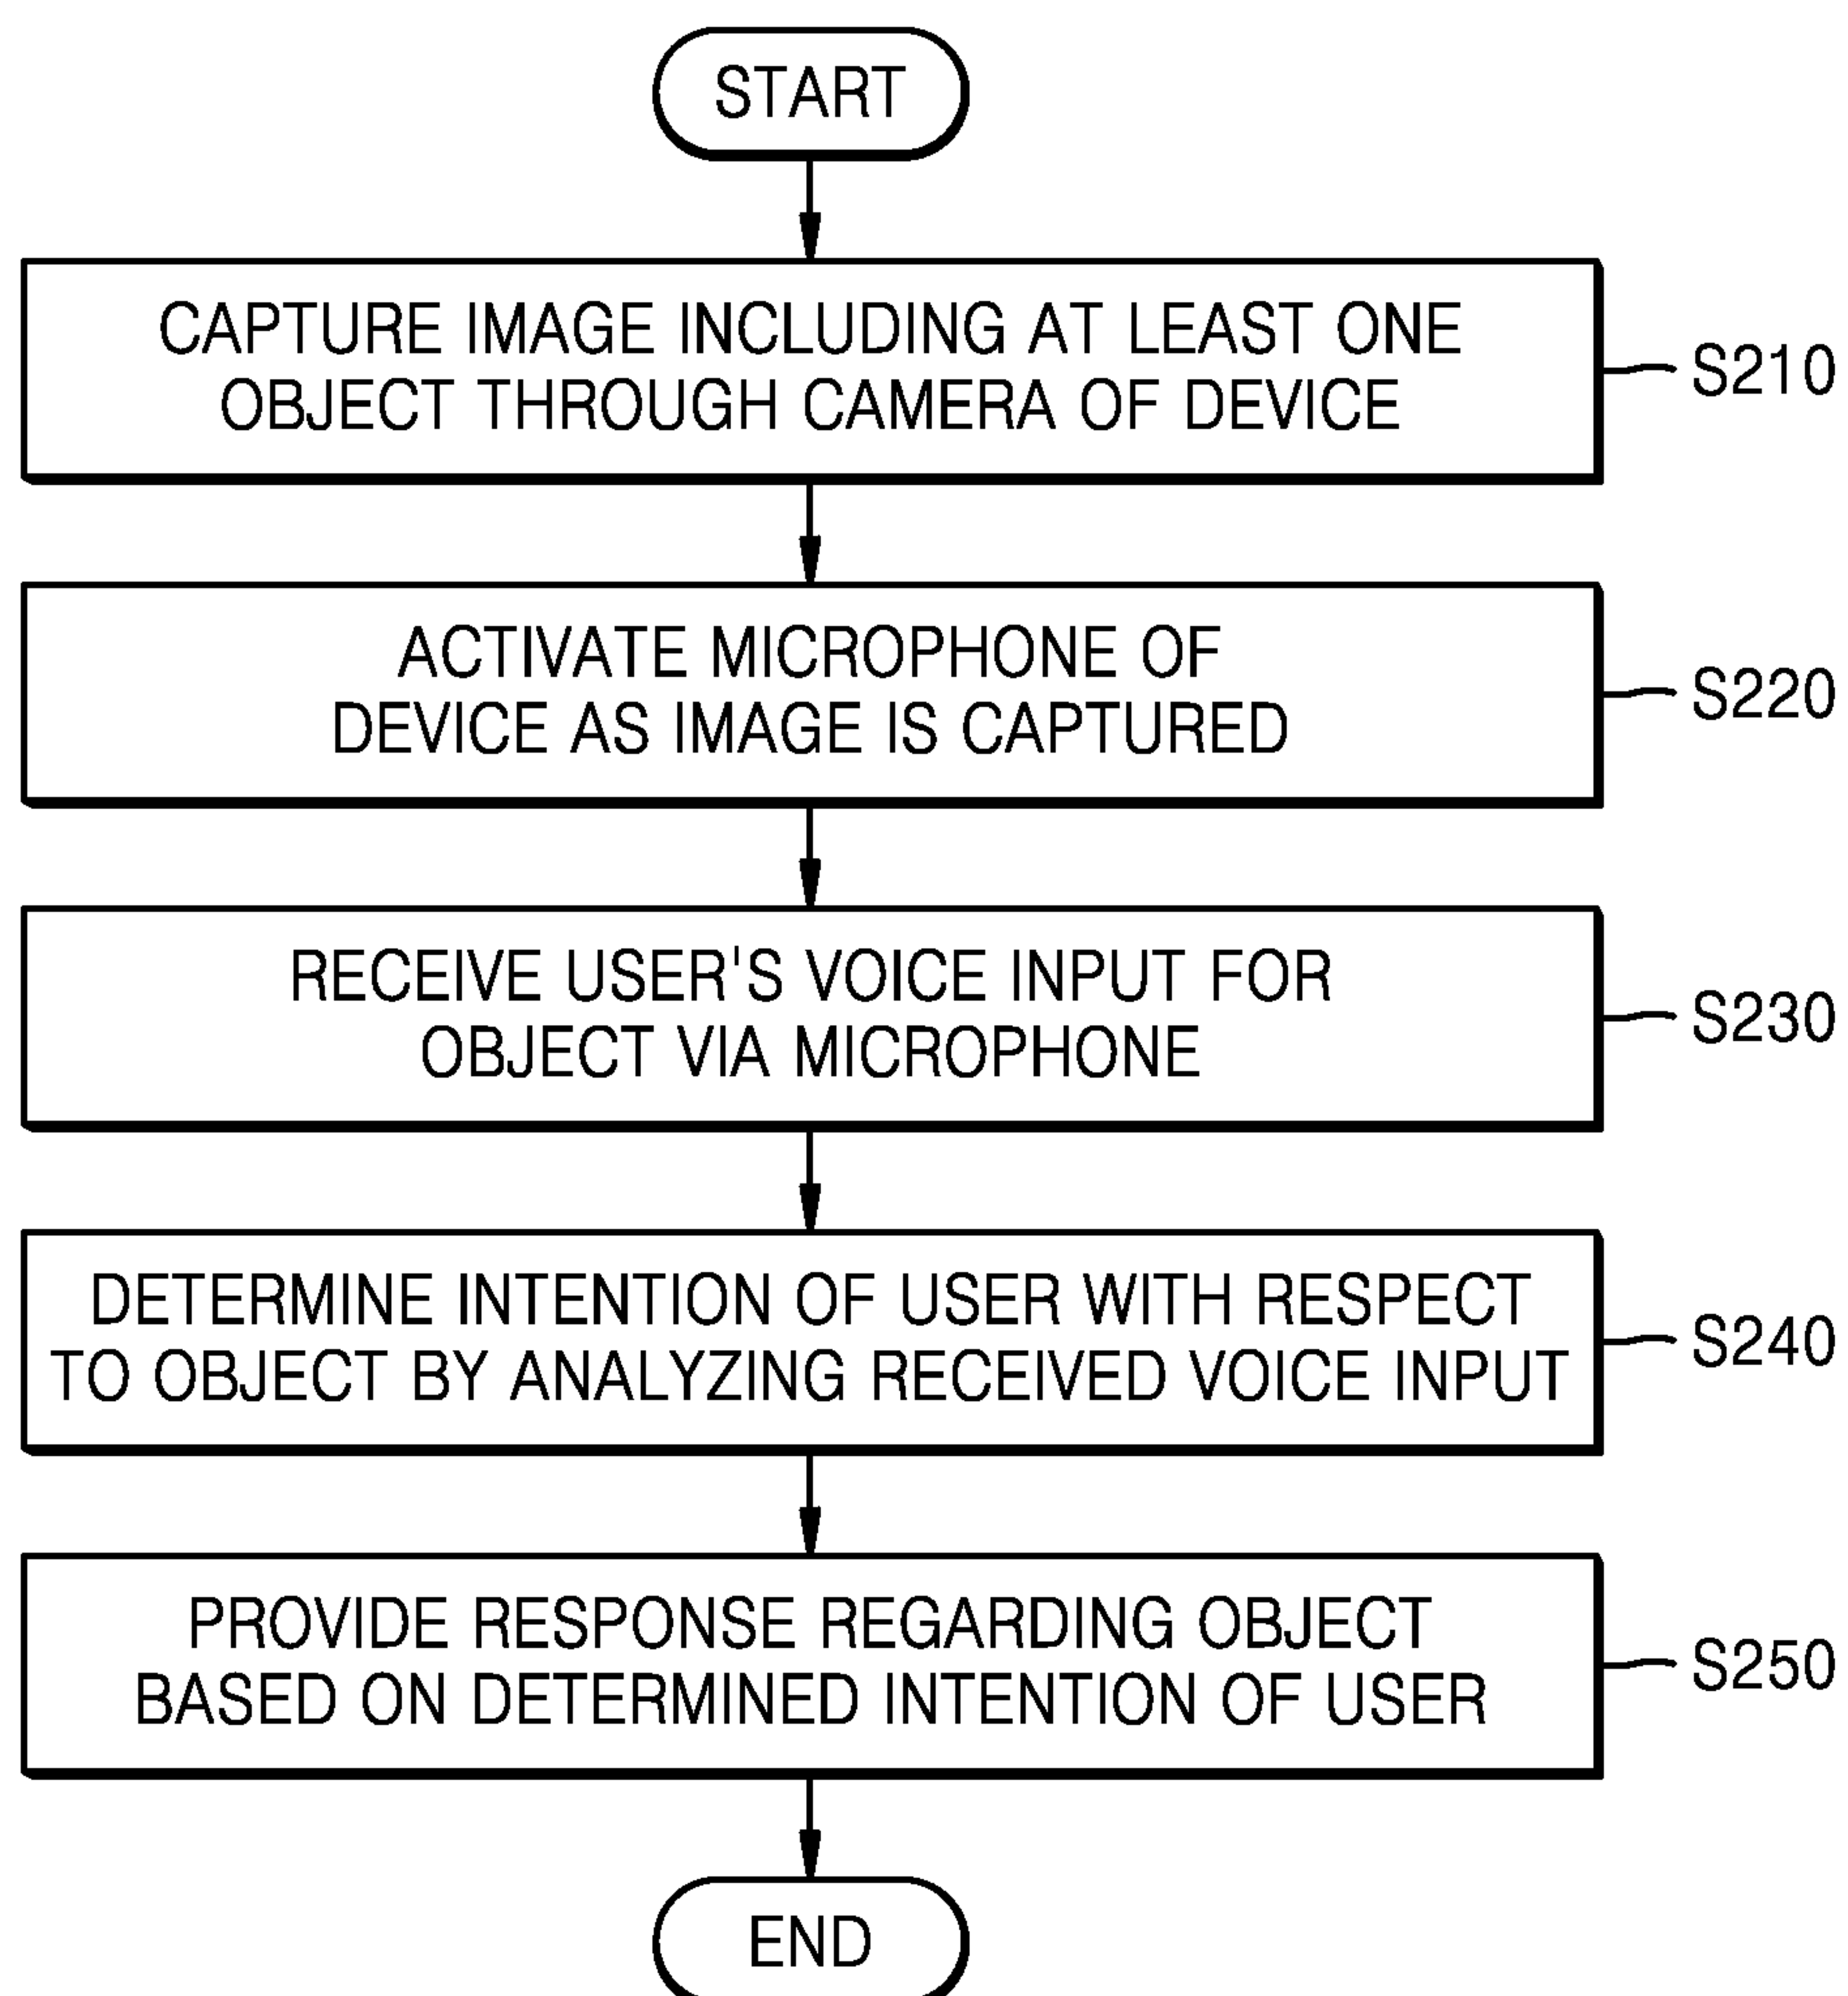 START
CAPTURE IMAGE INCLUDING AT LEAST ONE
OBJECT THROUGH CAMERA OF DEVICE
S210
ACTIVATE MICROPHONE OF
DEVICE AS IMAGE IS CAPTURED
S220
RECEIVE USER'S VOICE INPUT FOR
OBJECT VIA MICROPHONE
S230
DETERMINE INTENTION OF USER WITH RESPECT
TO OBJECT BY ANALYZING RECEIVED VOICE INPUT
S240
PROVIDE RESPONSE REGARDING OBJECT
BASED ON DETERMINED INTENTION OF USER
S250
END